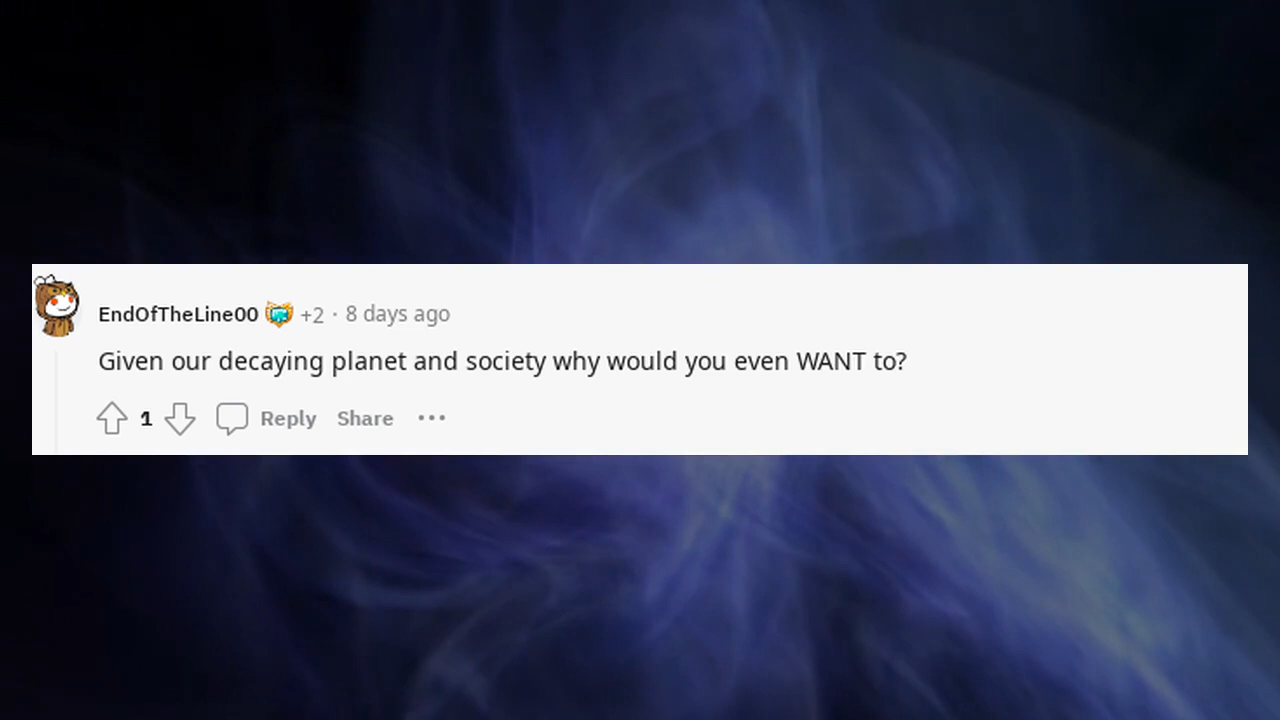 EndOfTheLine00 +2 · 8 days ago
Given our decaying planet and society why would you even WANT to?
1 Reply Share ···